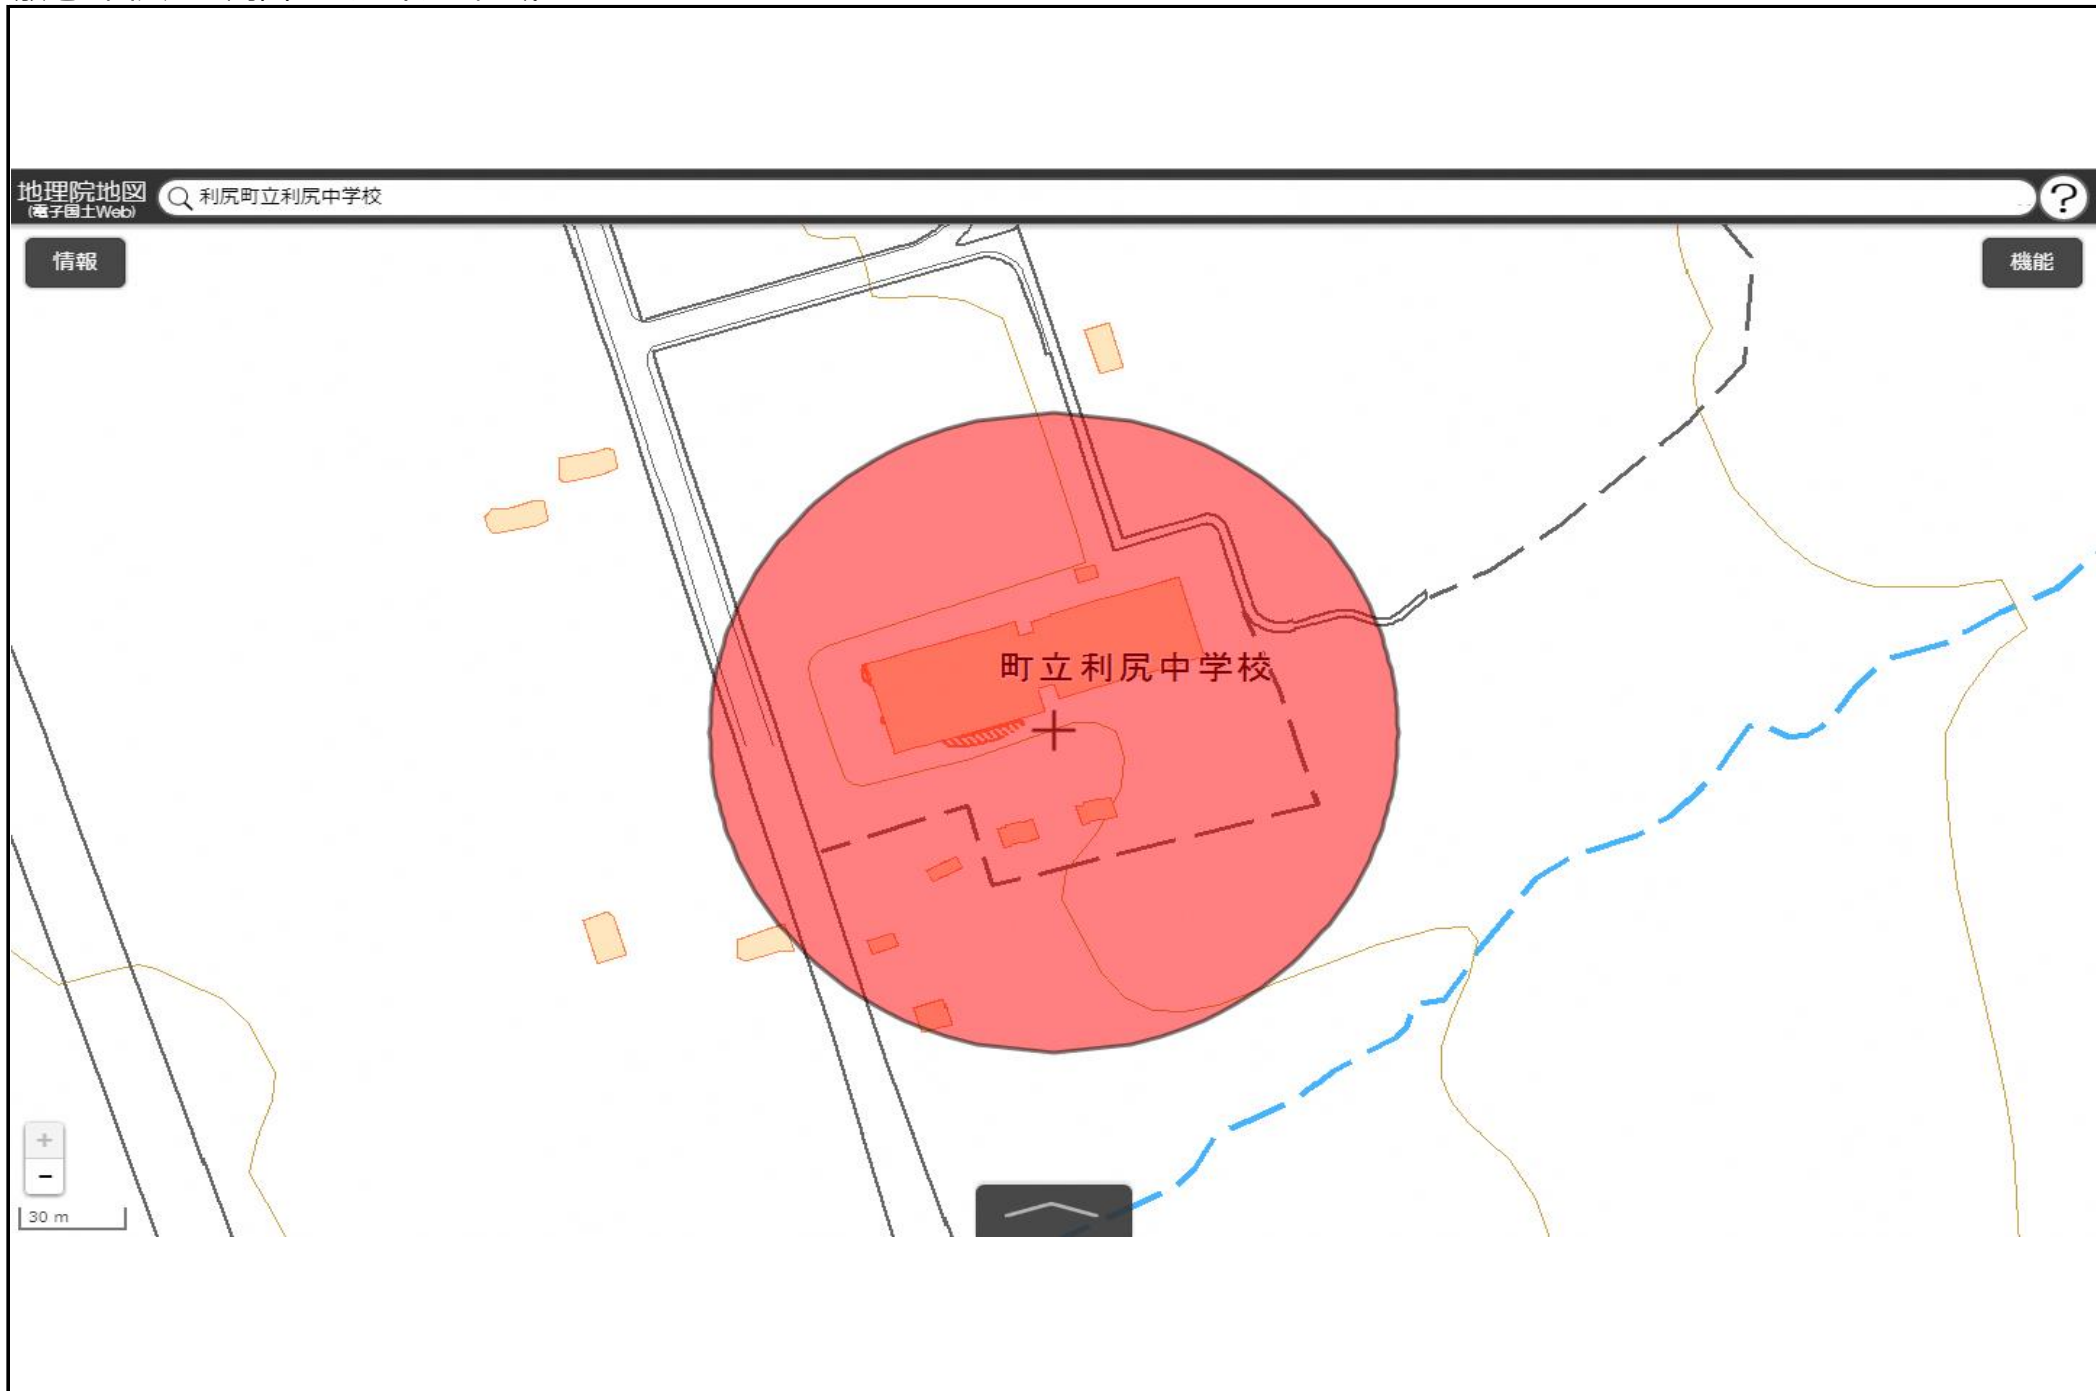 地理院地図
(電子国土Web)
利尻町立利尻中学校
?
情報
機能
町立利尻中学校
+
−
30 m